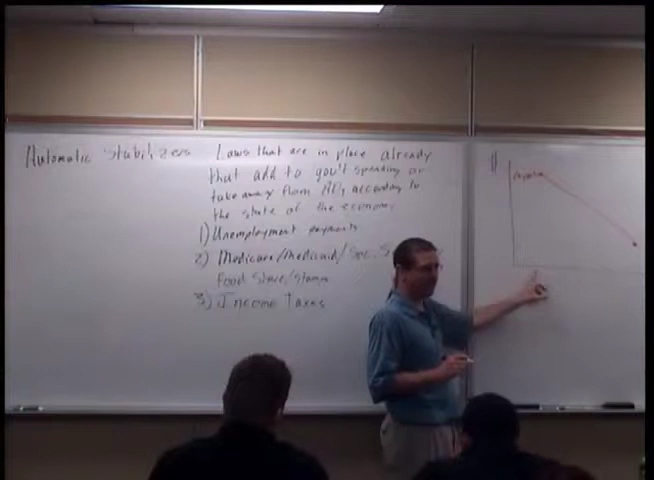 Automatic Stabilizers Laws that are in place already
that add to gov't spending or
take away from AD, according to
the state of the economy
1) Unemployment payments
2) Medicare/Medicaid/Soc. S
Food
3) Income Taxes